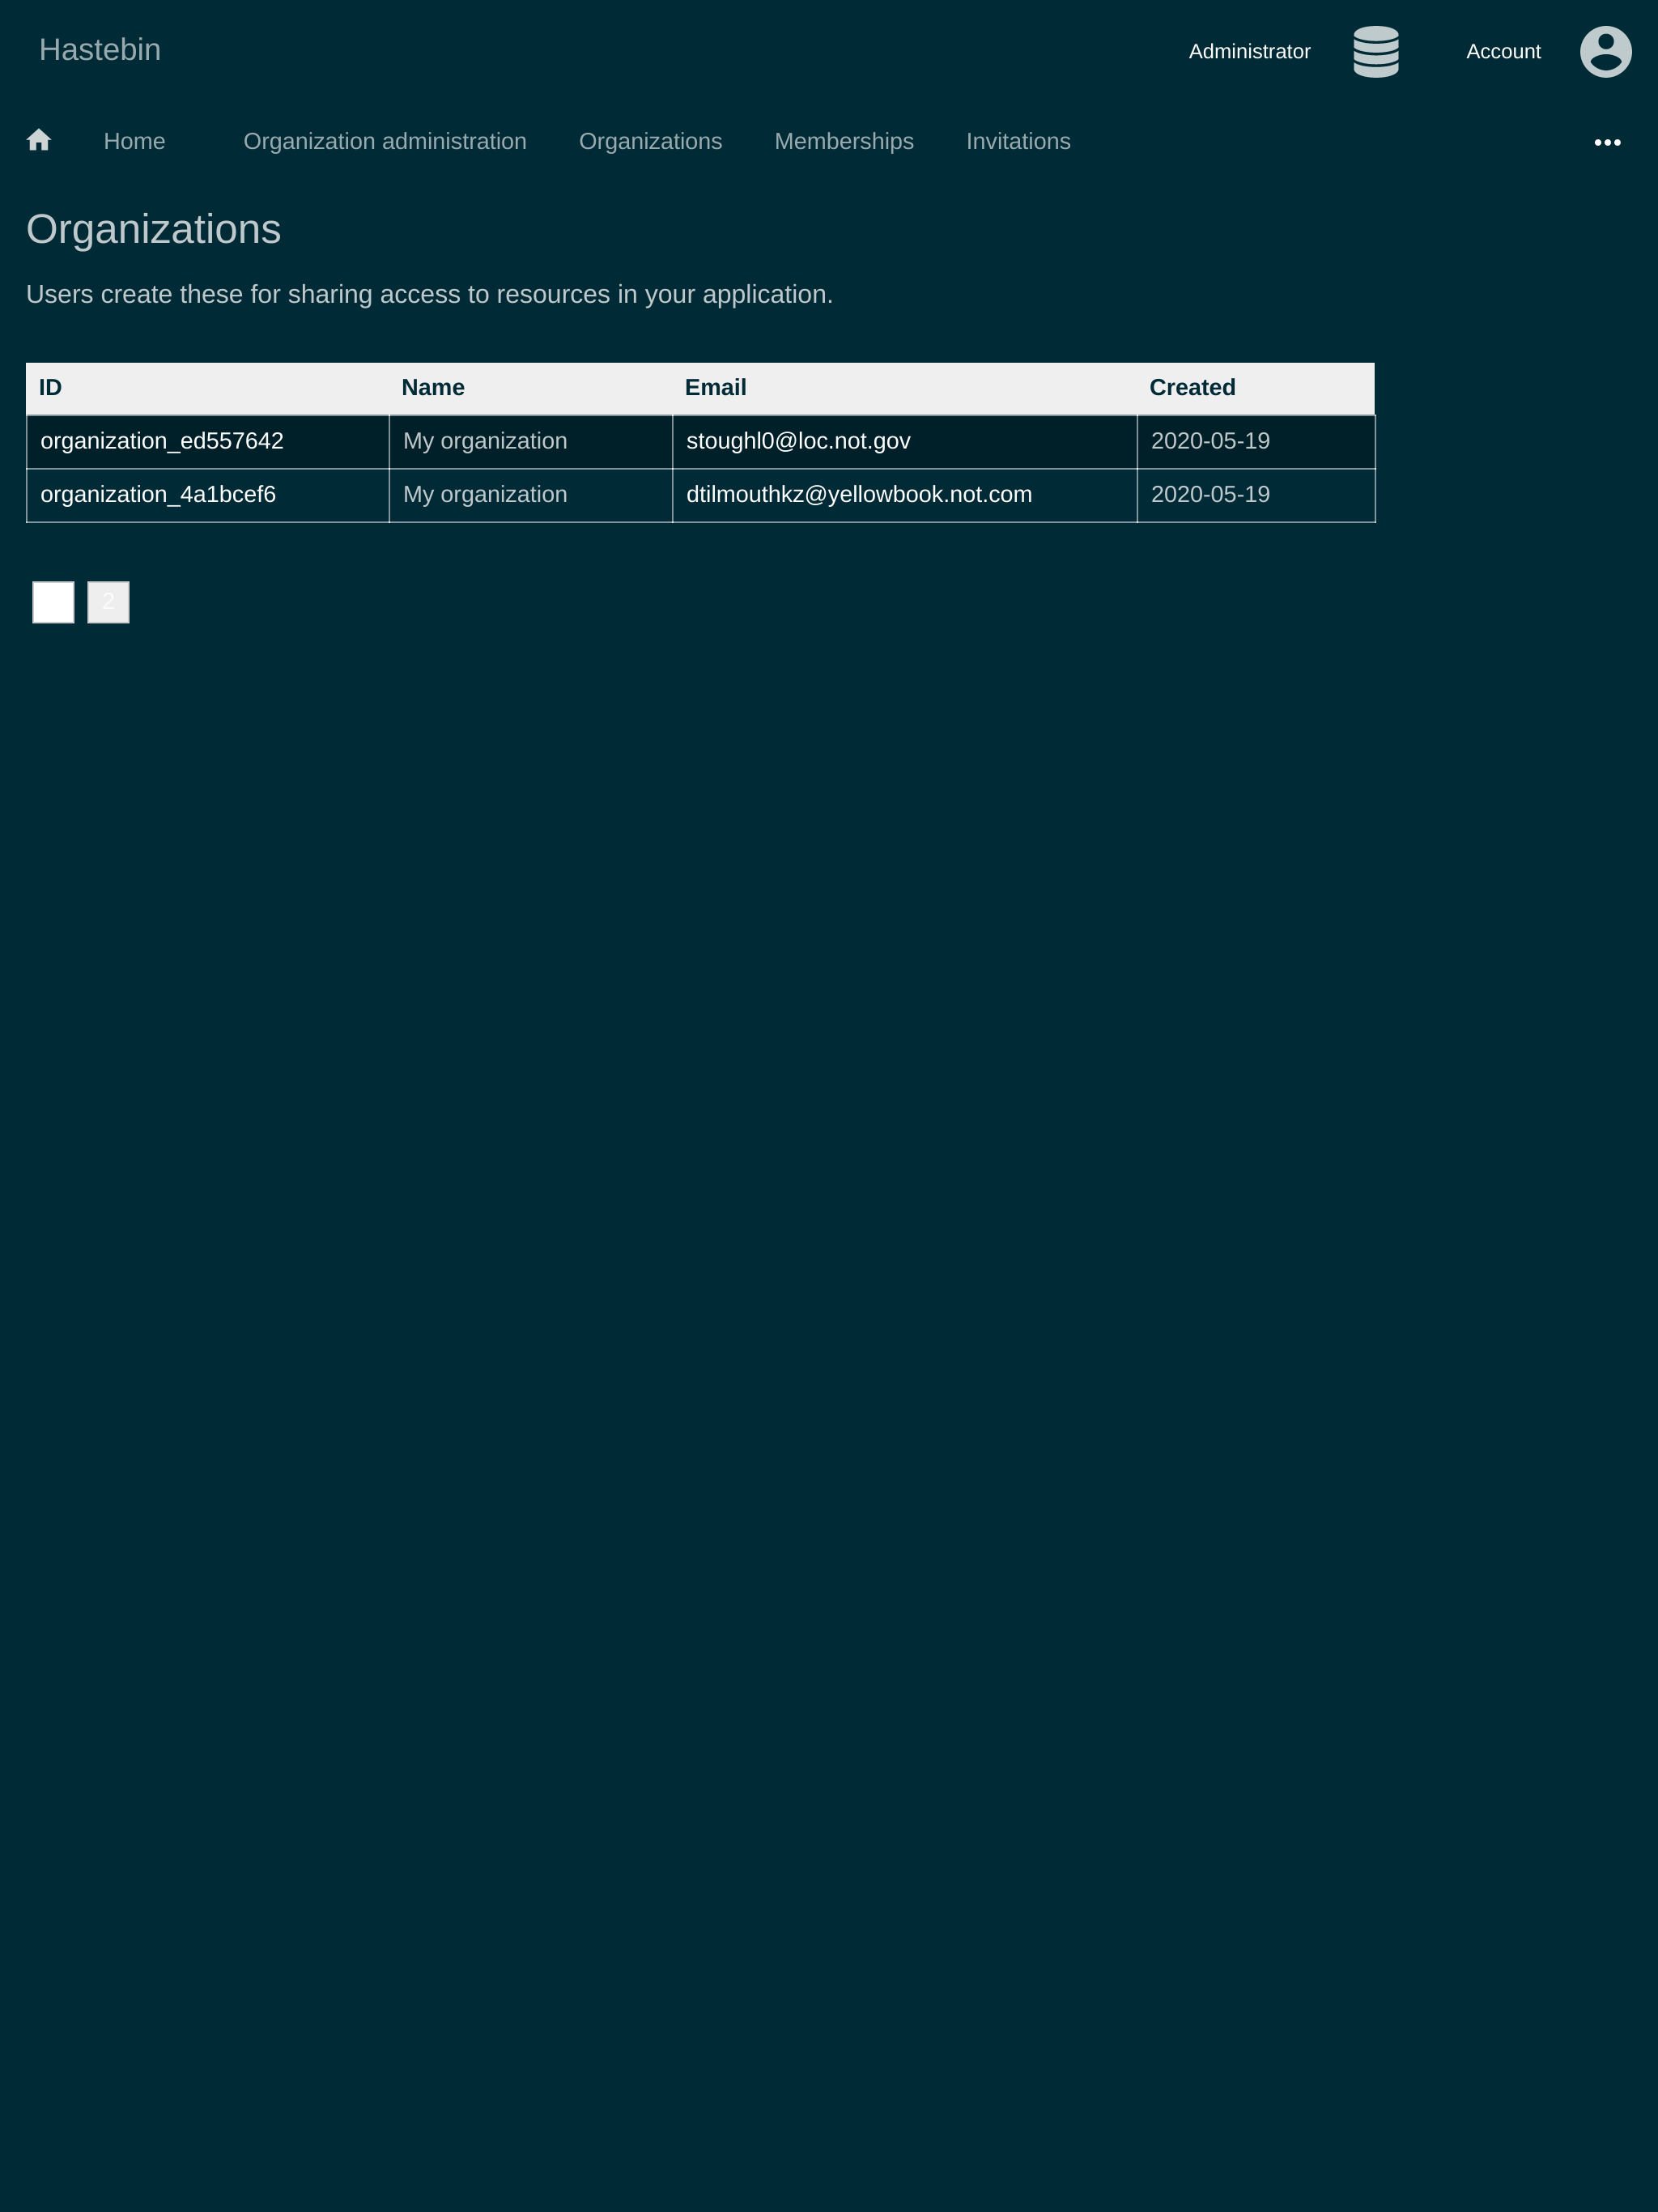 Hastebin
Administrator
Account
Home
Organization administration
Organizations
Memberships
Invitations
Organizations
Users create these for sharing access to resources in your application.
ID Name Email Created
organization_ed557642 My organization stoughl0@loc.not.gov 2020-05-19
organization_4a1bcef6 My organization dtilmouthkz@yellowbook.not.com 2020-05-19
2